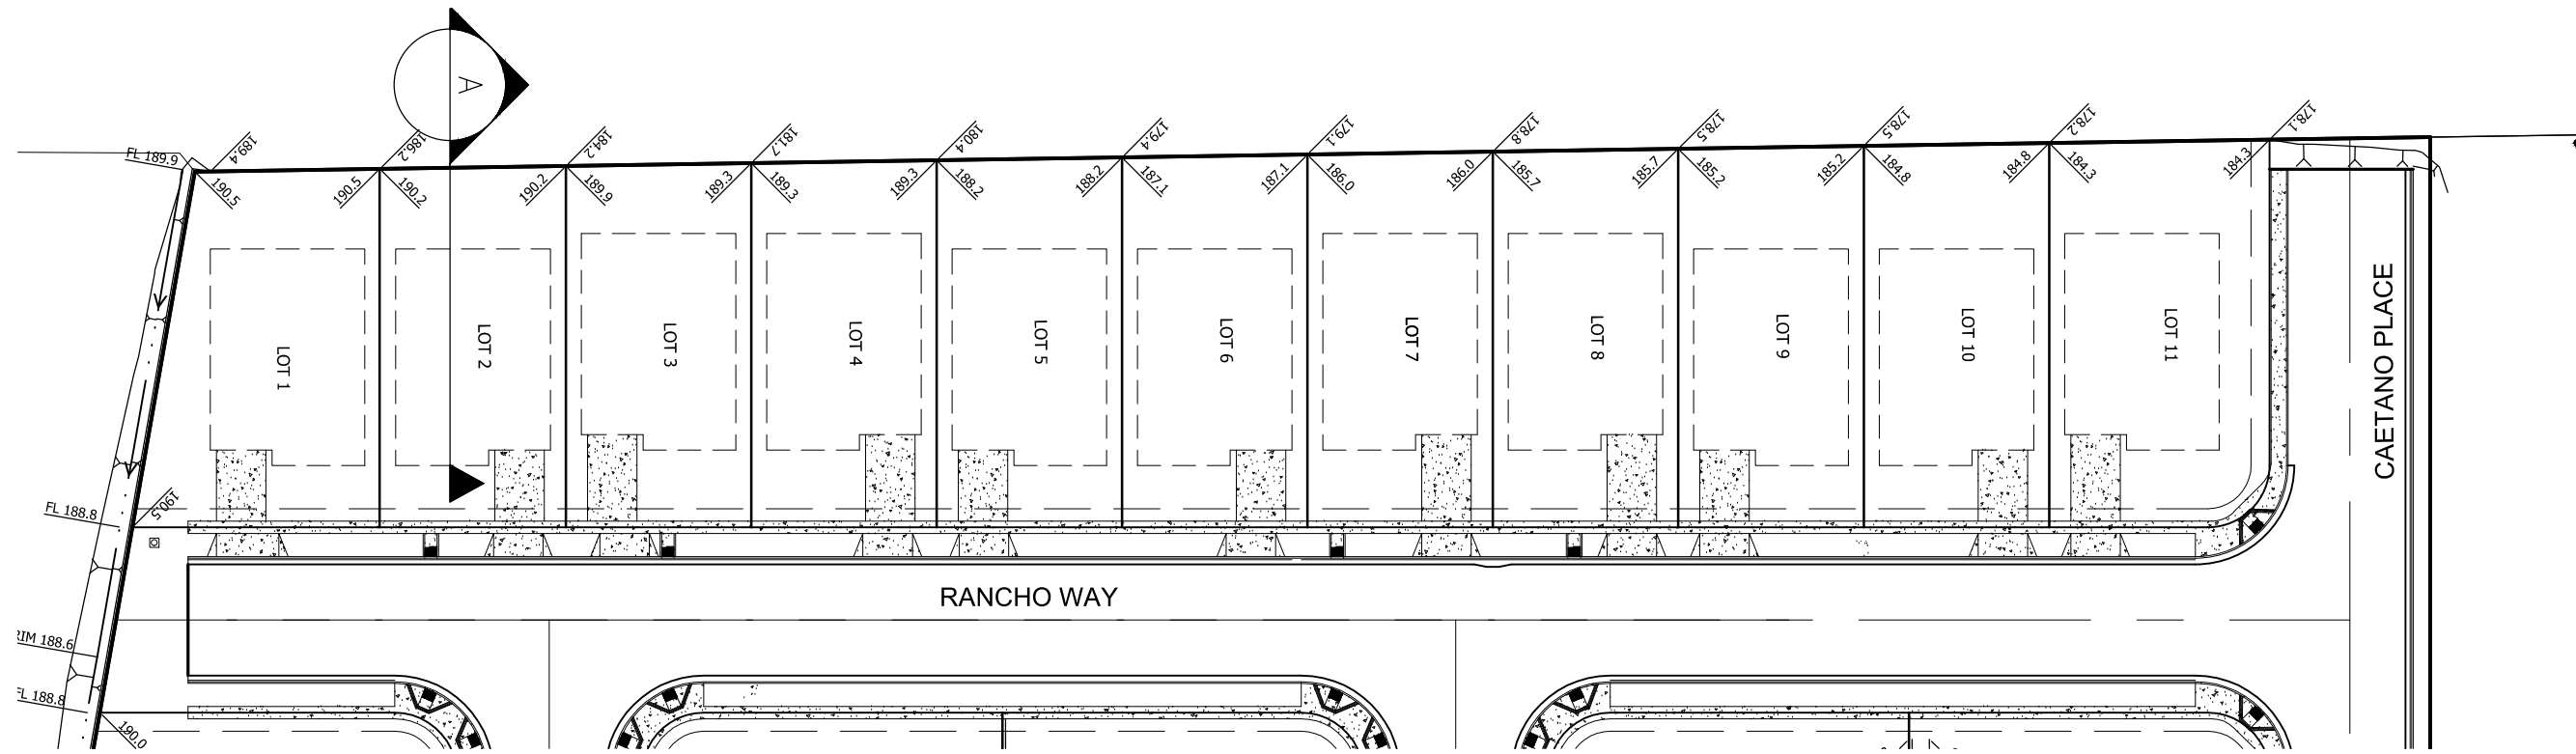 A
FL 189.9
189.4
186.2
184.2
181.7
180.4
179.4
179.1
178.8
178.5
178.5
178.2
178.1
190.5
190.5
190.2
190.2
189.9
189.3
189.3
189.3
188.2
188.2
187.1
187.1
186.0
186.0
185.7
185.7
185.2
185.2
184.8
184.8
184.3
184.3
LOT 1
LOT 2
LOT 3
LOT 4
LOT 5
LOT 6
LOT 7
LOT 8
LOT 9
LOT 10
LOT 11
CAETANO PLACE
FL 188.8
190.5
RANCHO WAY
RIM 188.6
FL 188.8
190.0